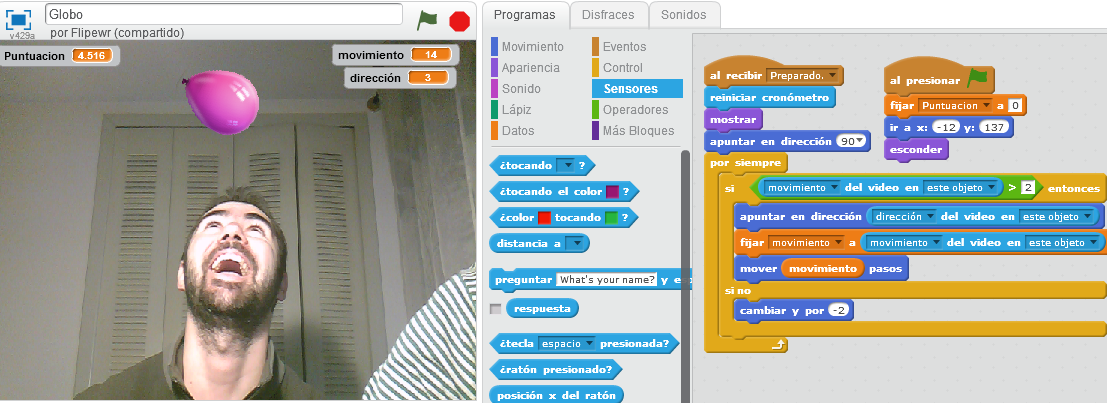 Globo
por Flipewr (compartido)
v429a
Puntuacion 4.516
movimiento 14
dirección 3
Programas Disfraces Sonidos
Movimiento
Apariencia
Sonido
Lápiz
Datos
Eventos
Control
Sensores
Operadores
Más Bloques
¿tocando ?
¿tocando el color ?
¿color tocando ?
distancia a
preguntar What's your name? y e
respuesta
¿tecla espacio presionada?
¿ratón presionado?
posición x del ratón
al recibir Preparado.
reiniciar cronómetro
mostrar
apuntar en dirección 90
por siempre
si movimiento del video en este objeto > 2 entonces
apuntar en dirección dirección del video en este objeto
fijar movimiento a movimiento del video en este objeto
mover movimiento pasos
si no
cambiar y por -2
al presionar
fijar Puntuacion a 0
ir a x: -12 y: 137
esconder